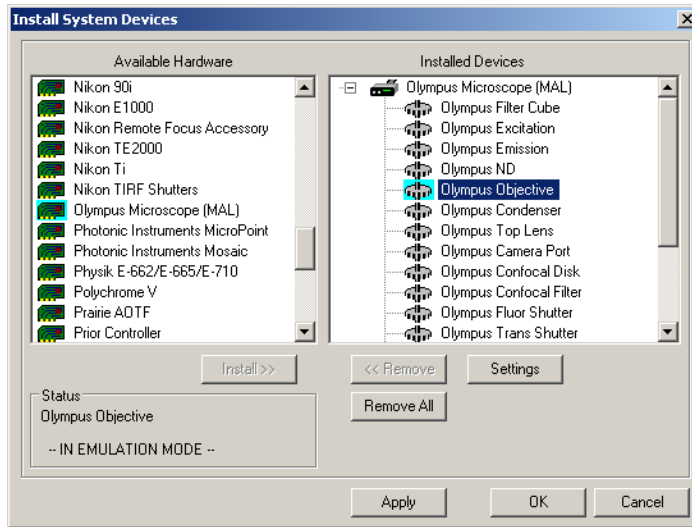 Install System Devices
Available Hardware
Nikon 90i
Nikon E1000
Nikon Remote Focus Accessory
Nikon TE2000
Nikon Ti
Nikon TIRF Shutters
Olympus Microscope (MAL)
Photonic Instruments MicroPoint
Photonic Instruments Mosaic
Physik E-662/E-665/E-710
Polychrome V
Prairie AOTF
Prior Controller
Install >>
Installed Devices
Olympus Microscope (MAL)
Olympus Filter Cube
Olympus Excitation
Olympus Emission
Olympus ND
Olympus Objective
Olympus Condenser
Olympus Top Lens
Olympus Camera Port
Olympus Confocal Disk
Olympus Confocal Filter
Olympus Fluor Shutter
Olympus Trans Shutter
<< Remove
Settings
Remove All
Status
Olympus Objective
-- IN EMULATION MODE --
Apply
OK
Cancel